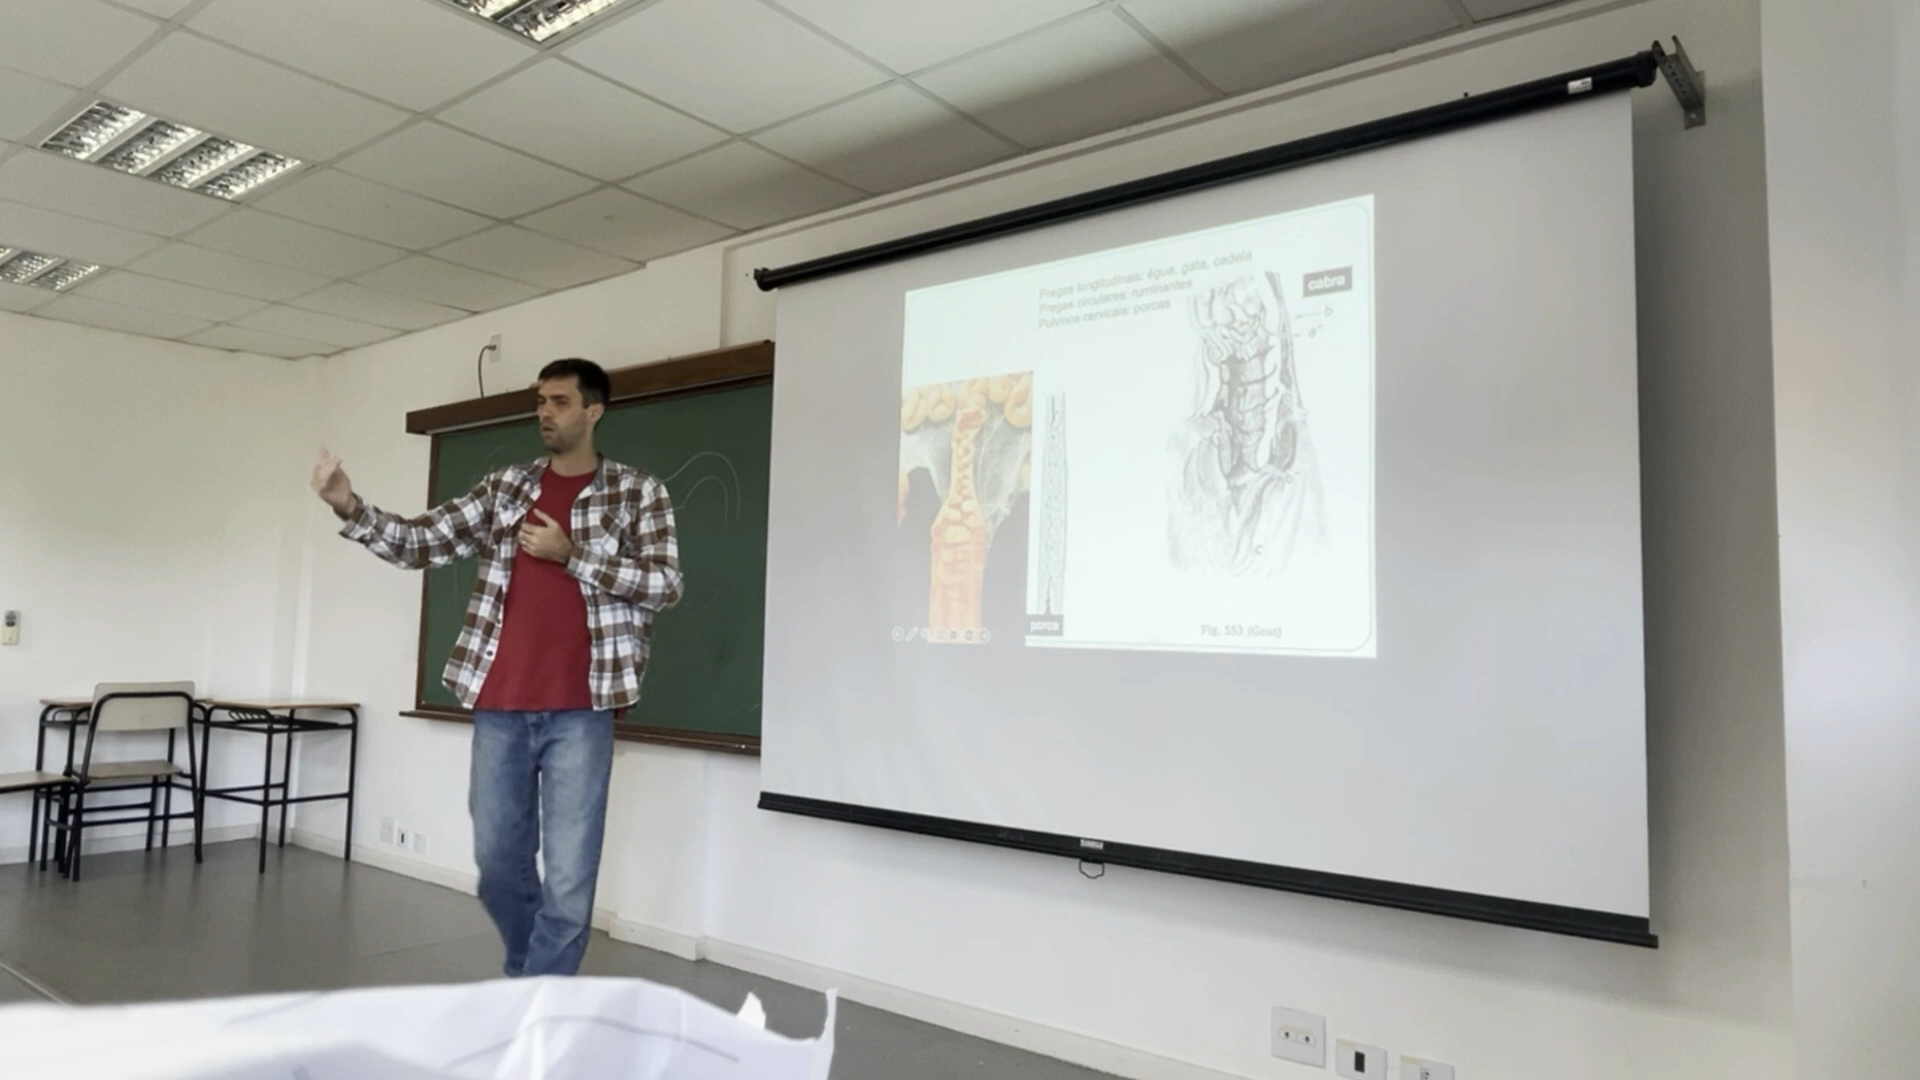 Pregas longitudinais: égua, gata, cadela
Pregas circulares: ruminantes
Pulvinos cervicais: porcas
cabra
b
a"
c
porca
Fig. 553 (Goat)